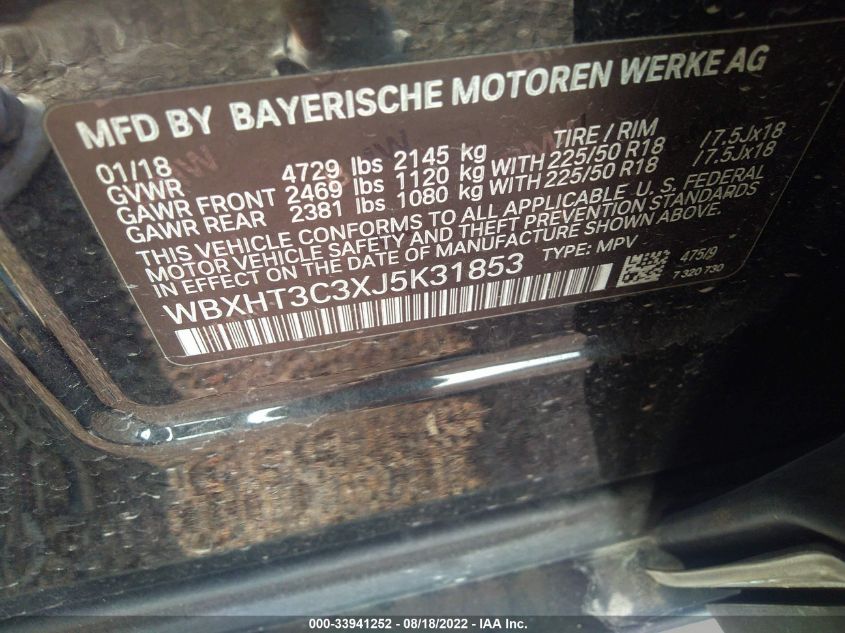 MFD BY BAYERISCHE MOTOREN WERKE AG
01/18 TIRE / RIM
GVWR 4729 lbs 2145 kg
GAWR FRONT 2469 lbs 1120 kg WITH 225/50 R18 / 7.5Jx18
GAWR REAR 2381 lbs 1080 kg WITH 225/50 R18 / 7.5Jx18
THIS VEHICLE CONFORMS TO ALL APPLICABLE U. S. FEDERAL
MOTOR VEHICLE SAFETY AND THEFT PREVENTION STANDARDS
IN EFFECT ON THE DATE OF MANUFACTURE SHOWN ABOVE.
WBXHT3C3XJ5K31853 TYPE: MPV
475/9
7 320 730
000-33941252 - 08/18/2022 - IAA Inc.